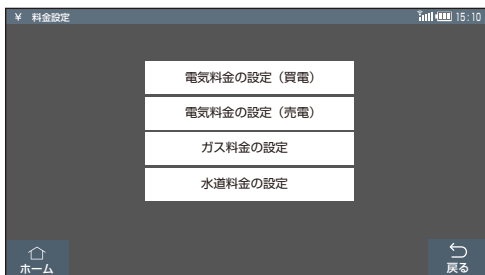 ¥ 料金設定 15:10
電気料金の設定（買電）
電気料金の設定（売電）
ガス料金の設定
水道料金の設定
ホーム 戻る